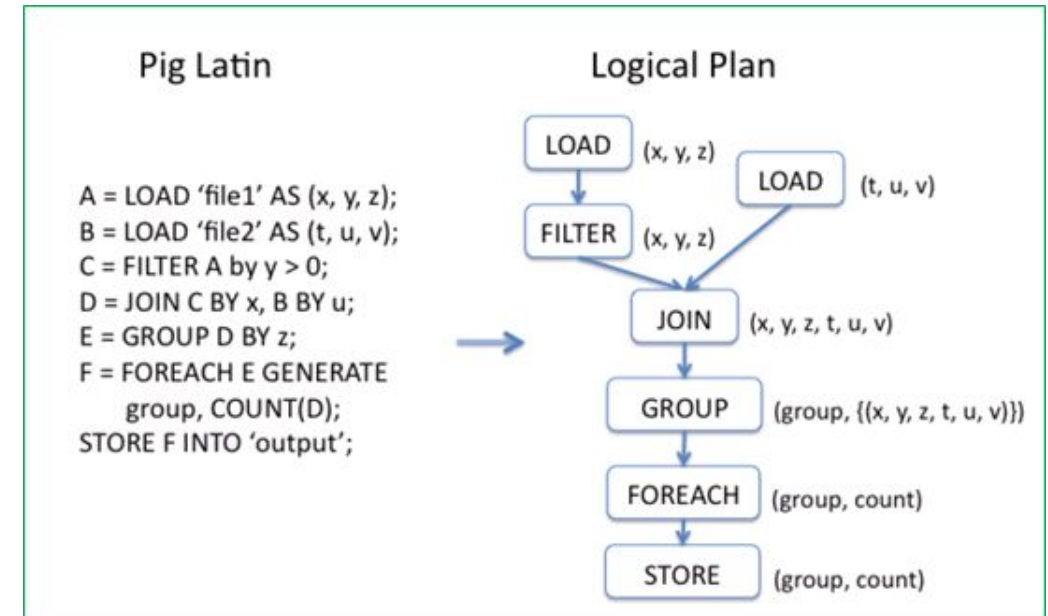 Pig Latin
A = LOAD ‘file1’ AS (x, y, z);
B = LOAD ‘file2’ AS (t, u, v);
C = FILTER A by y > 0;
D = JOIN C BY x, B BY u;
E = GROUP D BY z;
F = FOREACH E GENERATE
group, COUNT(D);
STORE F INTO ‘output’;
Logical Plan
LOAD (x, y, z)
LOAD (t, u, v)
FILTER (x, y, z)
JOIN (x, y, z, t, u, v)
GROUP (group, {(x, y, z, t, u, v)})
FOREACH (group, count)
STORE (group, count)